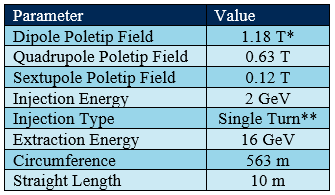 Parameter Value
Dipole Poletip Field 1.18 T*
Quadrupole Poletip Field 0.63 T
Sextupole Poletip Field 0.12 T
Injection Energy 2 GeV
Injection Type Single Turn**
Extraction Energy 16 GeV
Circumference 563 m
Straight Length 10 m